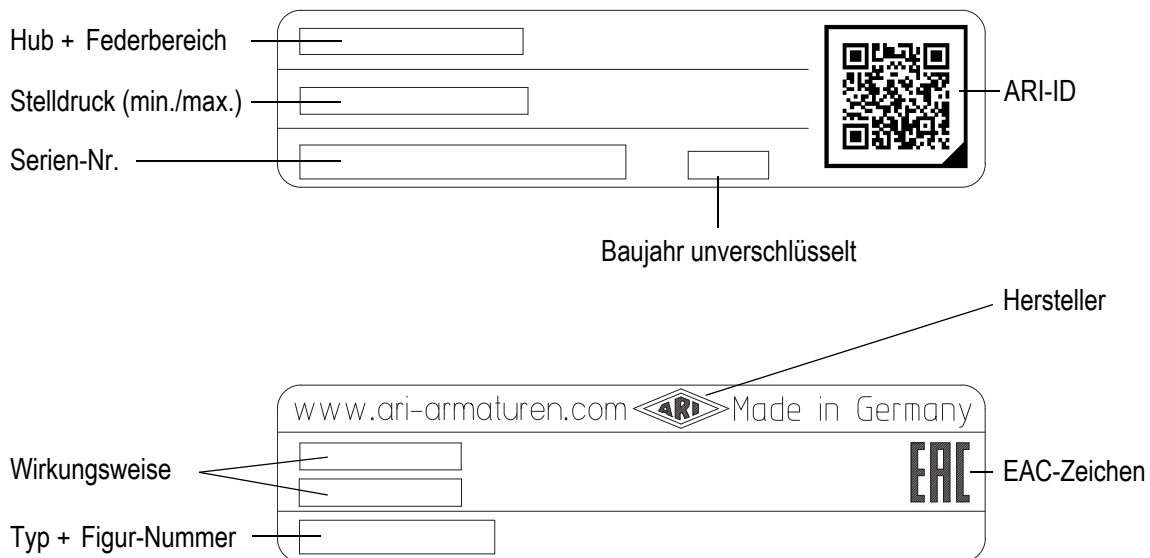 Hub + Federbereich
Stelldruck (min./max.)
ARI-ID
Serien-Nr.
Baujahr unverschlüsselt
Hersteller
www.ari-armaturen.com ARI Made in Germany
Wirkungsweise
EAC
EAC-Zeichen
Typ + Figur-Nummer